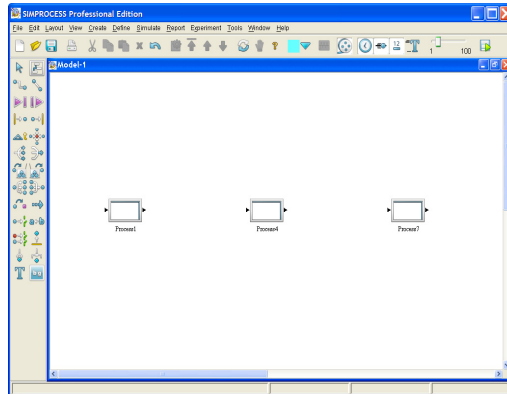 SIMPROCESS Professional Edition
File Edit Layout View Create Define Simulate Report Experiment Tools Window Help
12
T
1
100
Model-1
Process1
Process4
Process7
T